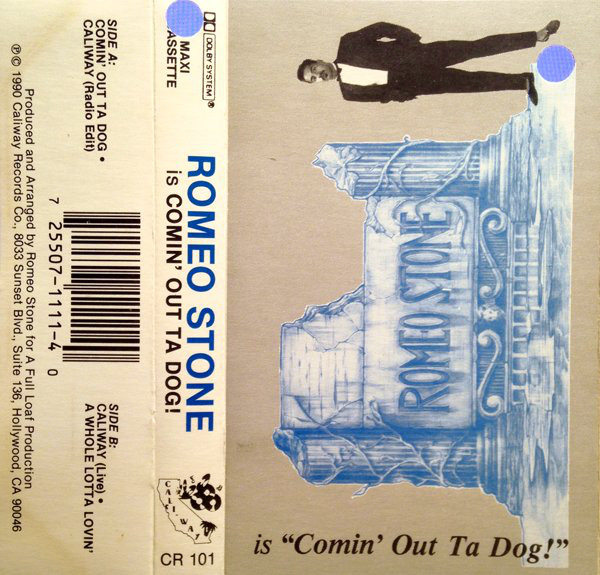 SIDE A:
COMIN' OUT TA DOG •
CALIWAY (Radio Edit)
SIDE B:
CALIWAY (Live) •
A WHOLE LOTTA LOVIN'
7 25507-1111-4 0
Produced and Arranged by Romeo Stone for A Full Loaf Production
℗© 1990 Caliway Records Co., 8033 Sunset Blvd., Suite 136, Hollywood, CA 90046
DOLBY SYSTEM ®
MAXI
CASSETTE
ROMEO STONE
is COMIN' OUT TA DOG!
CALIWAY
CR 101
ROMEO STONE
is “Comin' Out Ta Dog!”